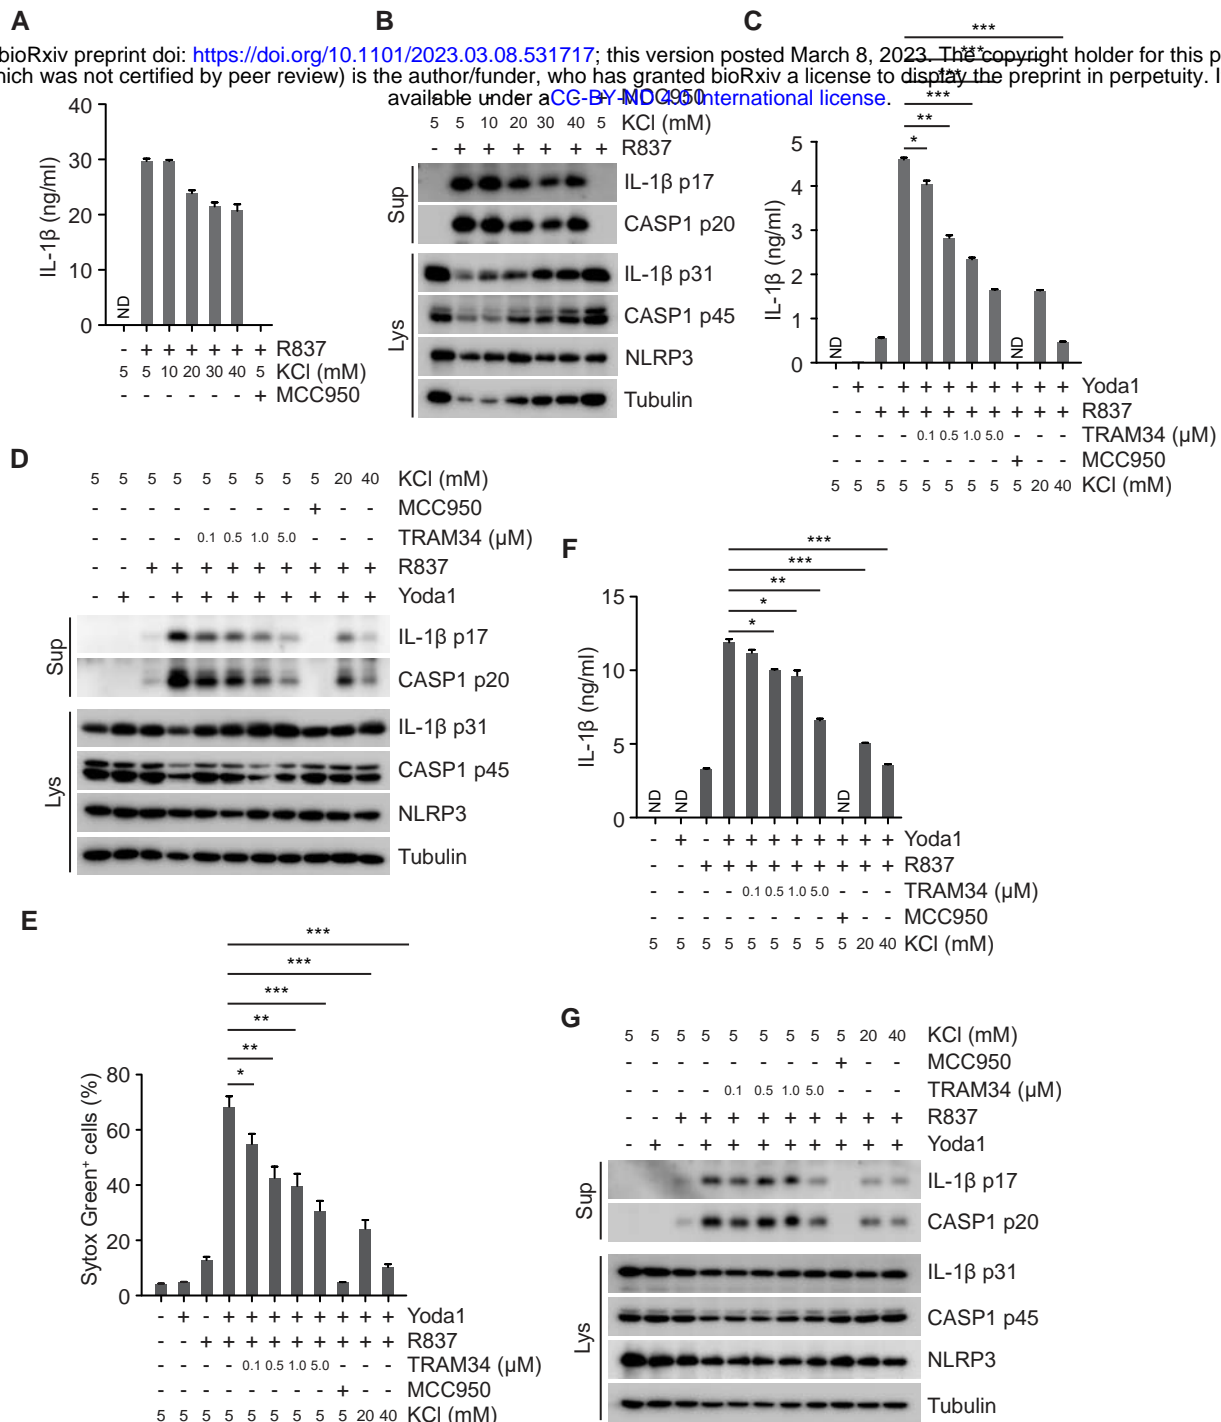 A
B
C
bioRxiv preprint doi: https://doi.org/10.1101/2023.03.08.531717; this version posted March 8, 2023. The copyright holder for this p
hich was not certified by peer review) is the author/funder, who has granted bioRxiv a license to display the preprint in perpetuity. I
available under aCC-BY-ND 4.0 International license.
IL-1β (ng/ml)
40
30
20
10
0
ND
- + + + + + + R837
5 5 10 20 30 40 5 KCl (mM)
- - - - - - + MCC950
- - - - - - + MCC950
5 5 10 20 30 40 5 KCl (mM)
- + + + + + + R837
Sup
IL-1β p17
CASP1 p20
Lys
IL-1β p31
CASP1 p45
NLRP3
Tubulin
***
***
***
***
**
*
IL-1β (ng/ml)
5
4
3
2
1
0
ND
ND
- + - + + + + + + + + Yoda1
- - + + + + + + + + + R837
- - - - 0.1 0.5 1.0 5.0 - - - TRAM34 (µM)
- - - - - - - - + - - MCC950
5 5 5 5 5 5 5 5 5 20 40 KCl (mM)
D
5 5 5 5 5 5 5 5 5 20 40 KCl (mM)
- - - - - - - - + - - MCC950
- - - - 0.1 0.5 1.0 5.0 - - - TRAM34 (µM)
- - + + + + + + + + + R837
- + - + + + + + + + + Yoda1
Sup
IL-1β p17
CASP1 p20
Lys
IL-1β p31
CASP1 p45
NLRP3
Tubulin
F
***
***
**
*
*
IL-1β (ng/ml)
15
10
5
0
ND
ND
ND
- + - + + + + + + + + Yoda1
- - + + + + + + + + + R837
- - - - 0.1 0.5 1.0 5.0 - - - TRAM34 (µM)
- - - - - - - - + - - MCC950
5 5 5 5 5 5 5 5 5 20 40 KCl (mM)
E
***
***
***
**
**
*
Sytox Green⁺ cells (%)
80
60
40
20
0
- + - + + + + + + + + Yoda1
- - + + + + + + + + + R837
- - - - 0.1 0.5 1.0 5.0 - - - TRAM34 (µM)
- - - - - - - - + - - MCC950
5 5 5 5 5 5 5 5 5 20 40 KCl (mM)
G
5 5 5 5 5 5 5 5 5 20 40 KCl (mM)
- - - - - - - - + - - MCC950
- - - - 0.1 0.5 1.0 5.0 - - - TRAM34 (µM)
- - + + + + + + + + + R837
- + - + + + + + + + + Yoda1
Sup
IL-1β p17
CASP1 p20
Lys
IL-1β p31
CASP1 p45
NLRP3
Tubulin